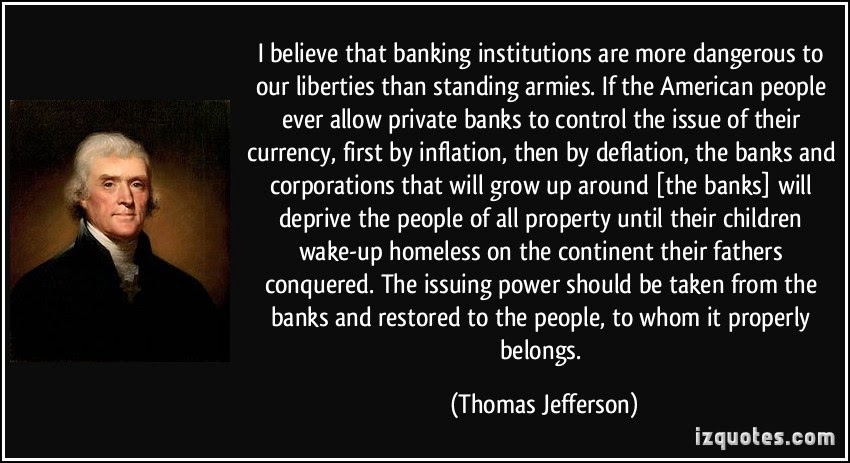 I believe that banking institutions are more dangerous to
our liberties than standing armies. If the American people
ever allow private banks to control the issue of their
currency, first by inflation, then by deflation, the banks and
corporations that will grow up around [the banks] will
deprive the people of all property until their children
wake-up homeless on the continent their fathers
conquered. The issuing power should be taken from the
banks and restored to the people, to whom it properly
belongs.
(Thomas Jefferson)
izquotes.com